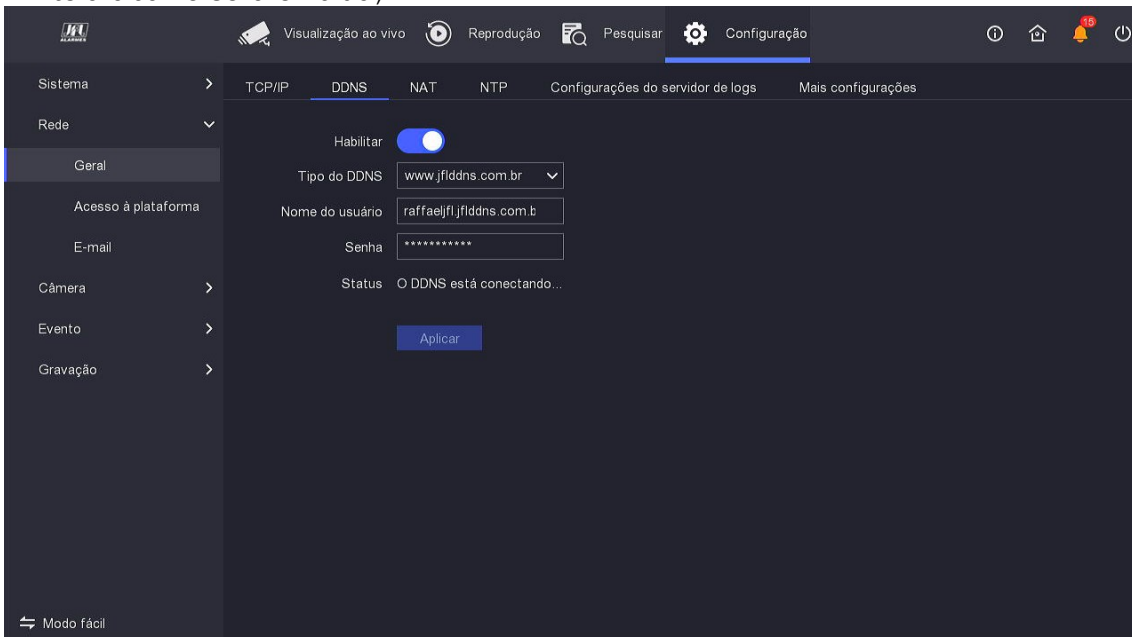 JFL
ALARMES
Visualização ao vivo
Reprodução
Pesquisar
Configuração
15
Sistema
Rede
Geral
Acesso à plataforma
E-mail
Câmera
Evento
Gravação
Modo fácil
TCP/IP
DDNS
NAT
NTP
Configurações do servidor de logs
Mais configurações
Habilitar
Tipo do DDNS
www.jflddns.com.br
Nome do usuário
raffaeljfl.jflddns.com.b
Senha
***********
Status
O DDNS está conectando...
Aplicar